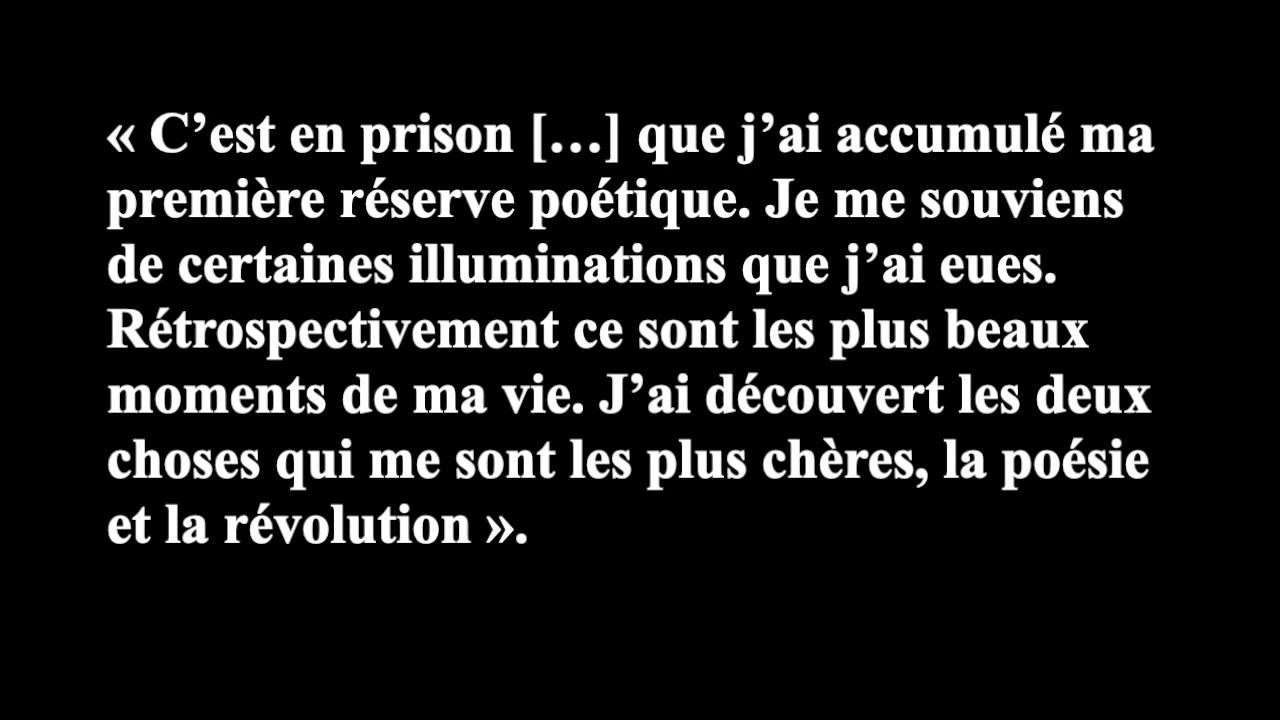 « C’est en prison […] que j’ai accumulé ma
première réserve poétique. Je me souviens
de certaines illuminations que j’ai eues.
Rétrospectivement ce sont les plus beaux
moments de ma vie. J’ai découvert les deux
choses qui me sont les plus chères, la poésie
et la révolution ».